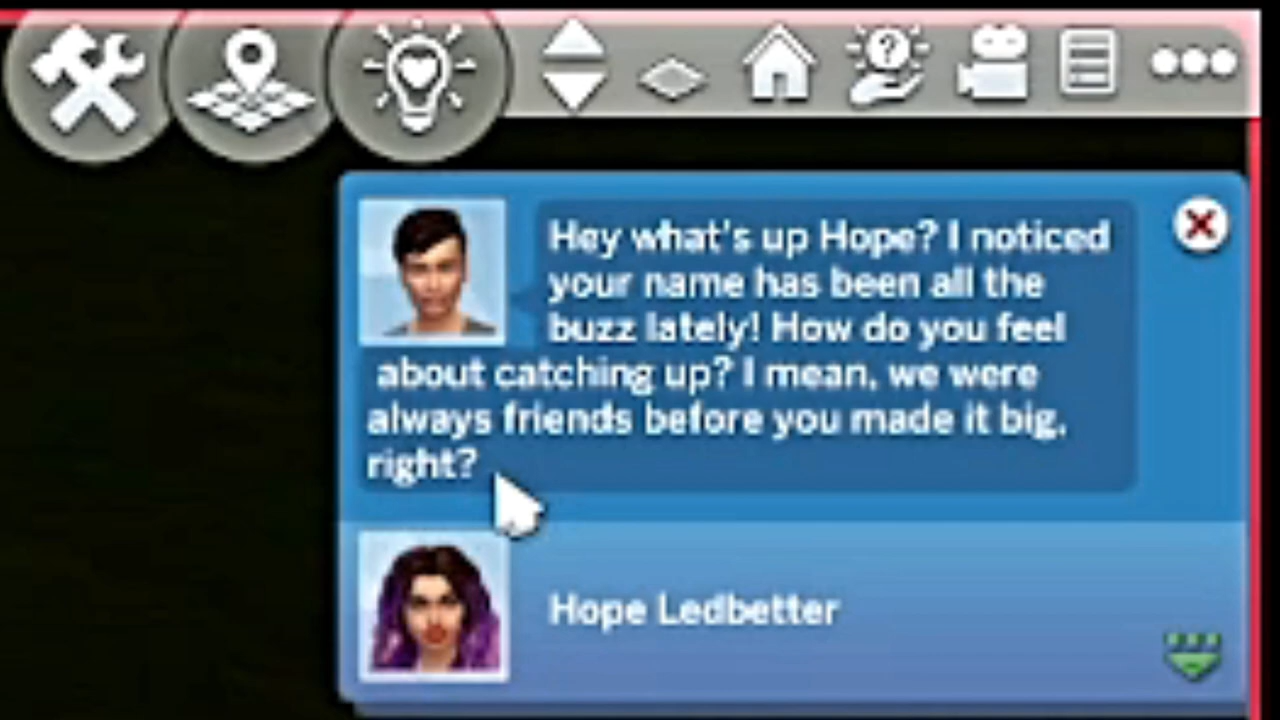 Hey what's up Hope? I noticed
your name has been all the
buzz lately! How do you feel
about catching up? I mean, we were
always friends before you made it big,
right?
Hope Ledbetter